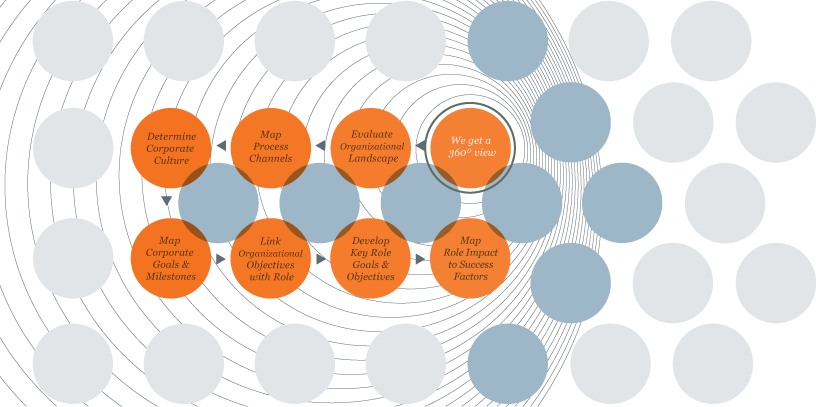 Determine
Corporate
Culture
Map
Process
Channels
Evaluate
Organizational
Landscape
We get a
360º view
Map
Corporate
Goals &
Milestones
Link
Organizational
Objectives
with Role
Develop
Key Role
Goals &
Objectives
Map
Role Impact
to Success
Factors